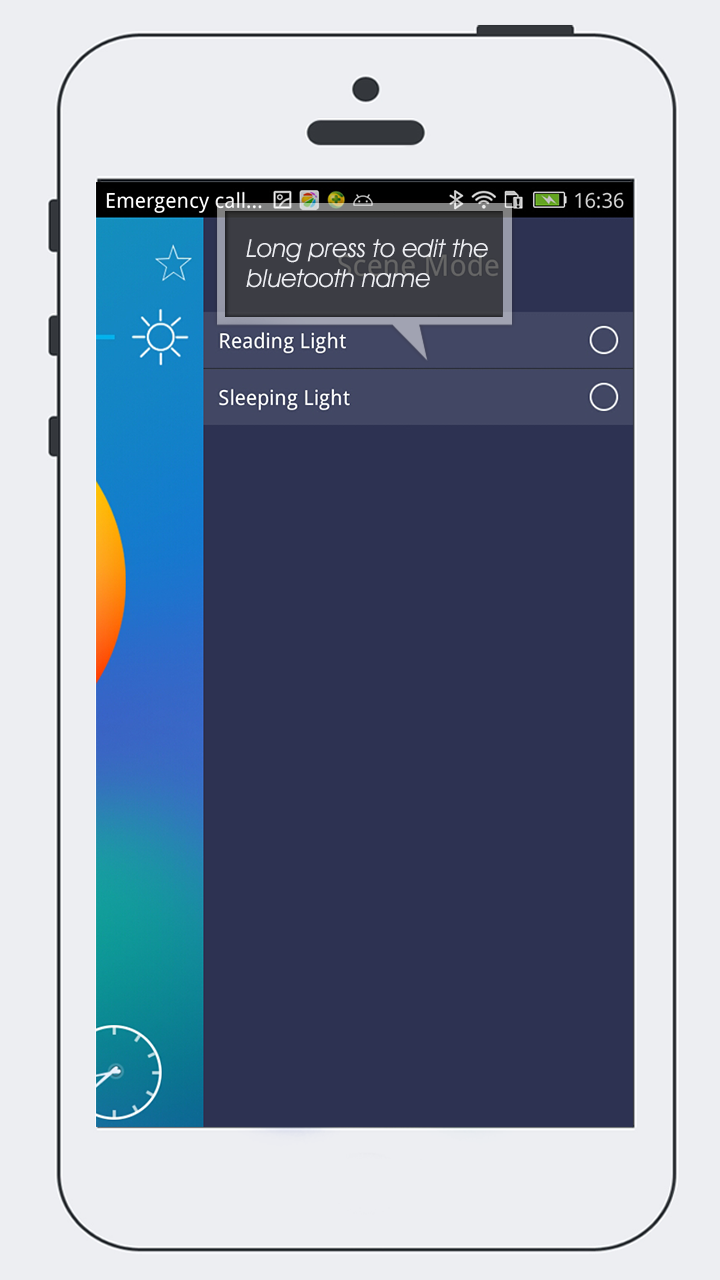 Emergency call... 16:36
Long press to edit the
bluetooth name
Scene Mode
Reading Light
Sleeping Light